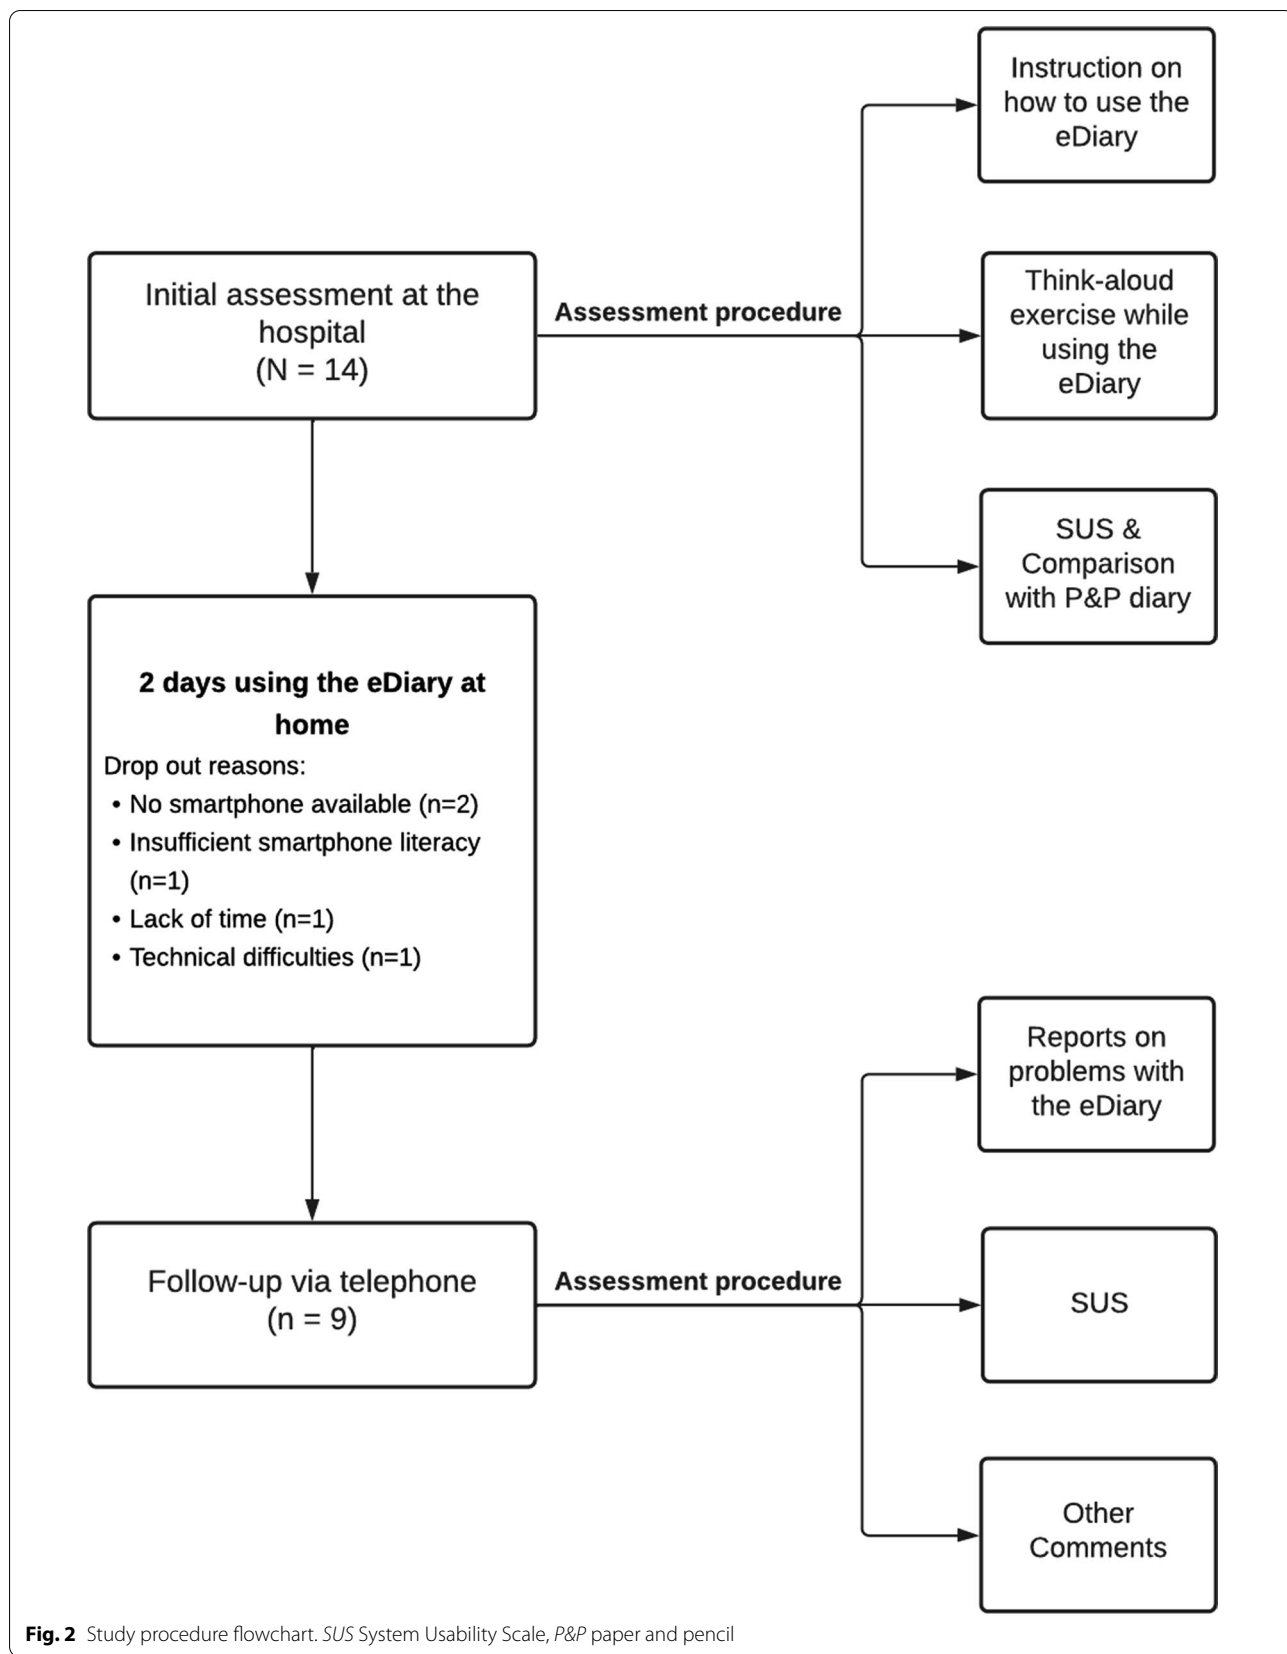 Instruction on
how to use the
eDiary
Initial assessment at the
hospital
(N = 14)
Assessment procedure
Think-aloud
exercise while
using the
eDiary
SUS &
Comparison
with P&P diary
2 days using the eDiary at
home
Drop out reasons:
• No smartphone available (n=2)
• Insufficient smartphone literacy
(n=1)
• Lack of time (n=1)
• Technical difficulties (n=1)
Reports on
problems with
the eDiary
Follow-up via telephone
(n = 9)
Assessment procedure
SUS
Other
Comments
Fig. 2 Study procedure flowchart. SUS System Usability Scale, P&P paper and pencil